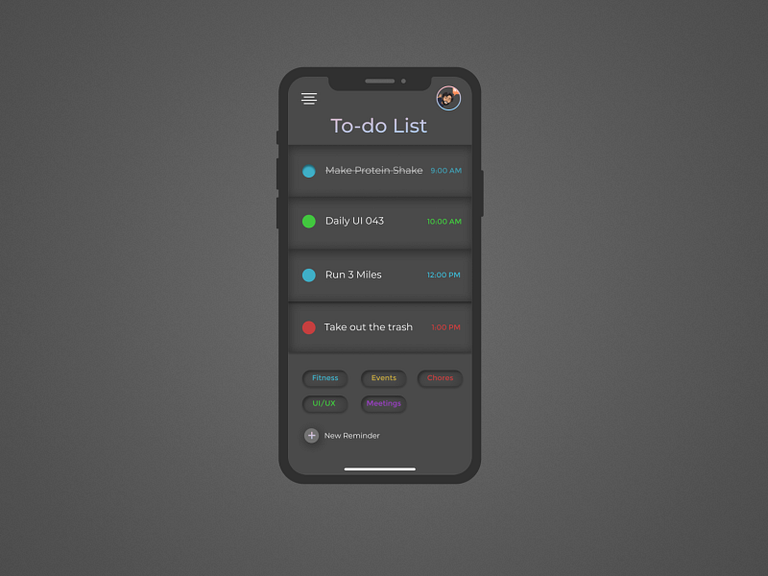 To-do List
Make Protein Shake 9:00 AM
Daily UI 043 10:00 AM
Run 3 Miles 12:00 PM
Take out the trash 1:00 PM
Fitness Events Chores
UI/UX Meetings
New Reminder